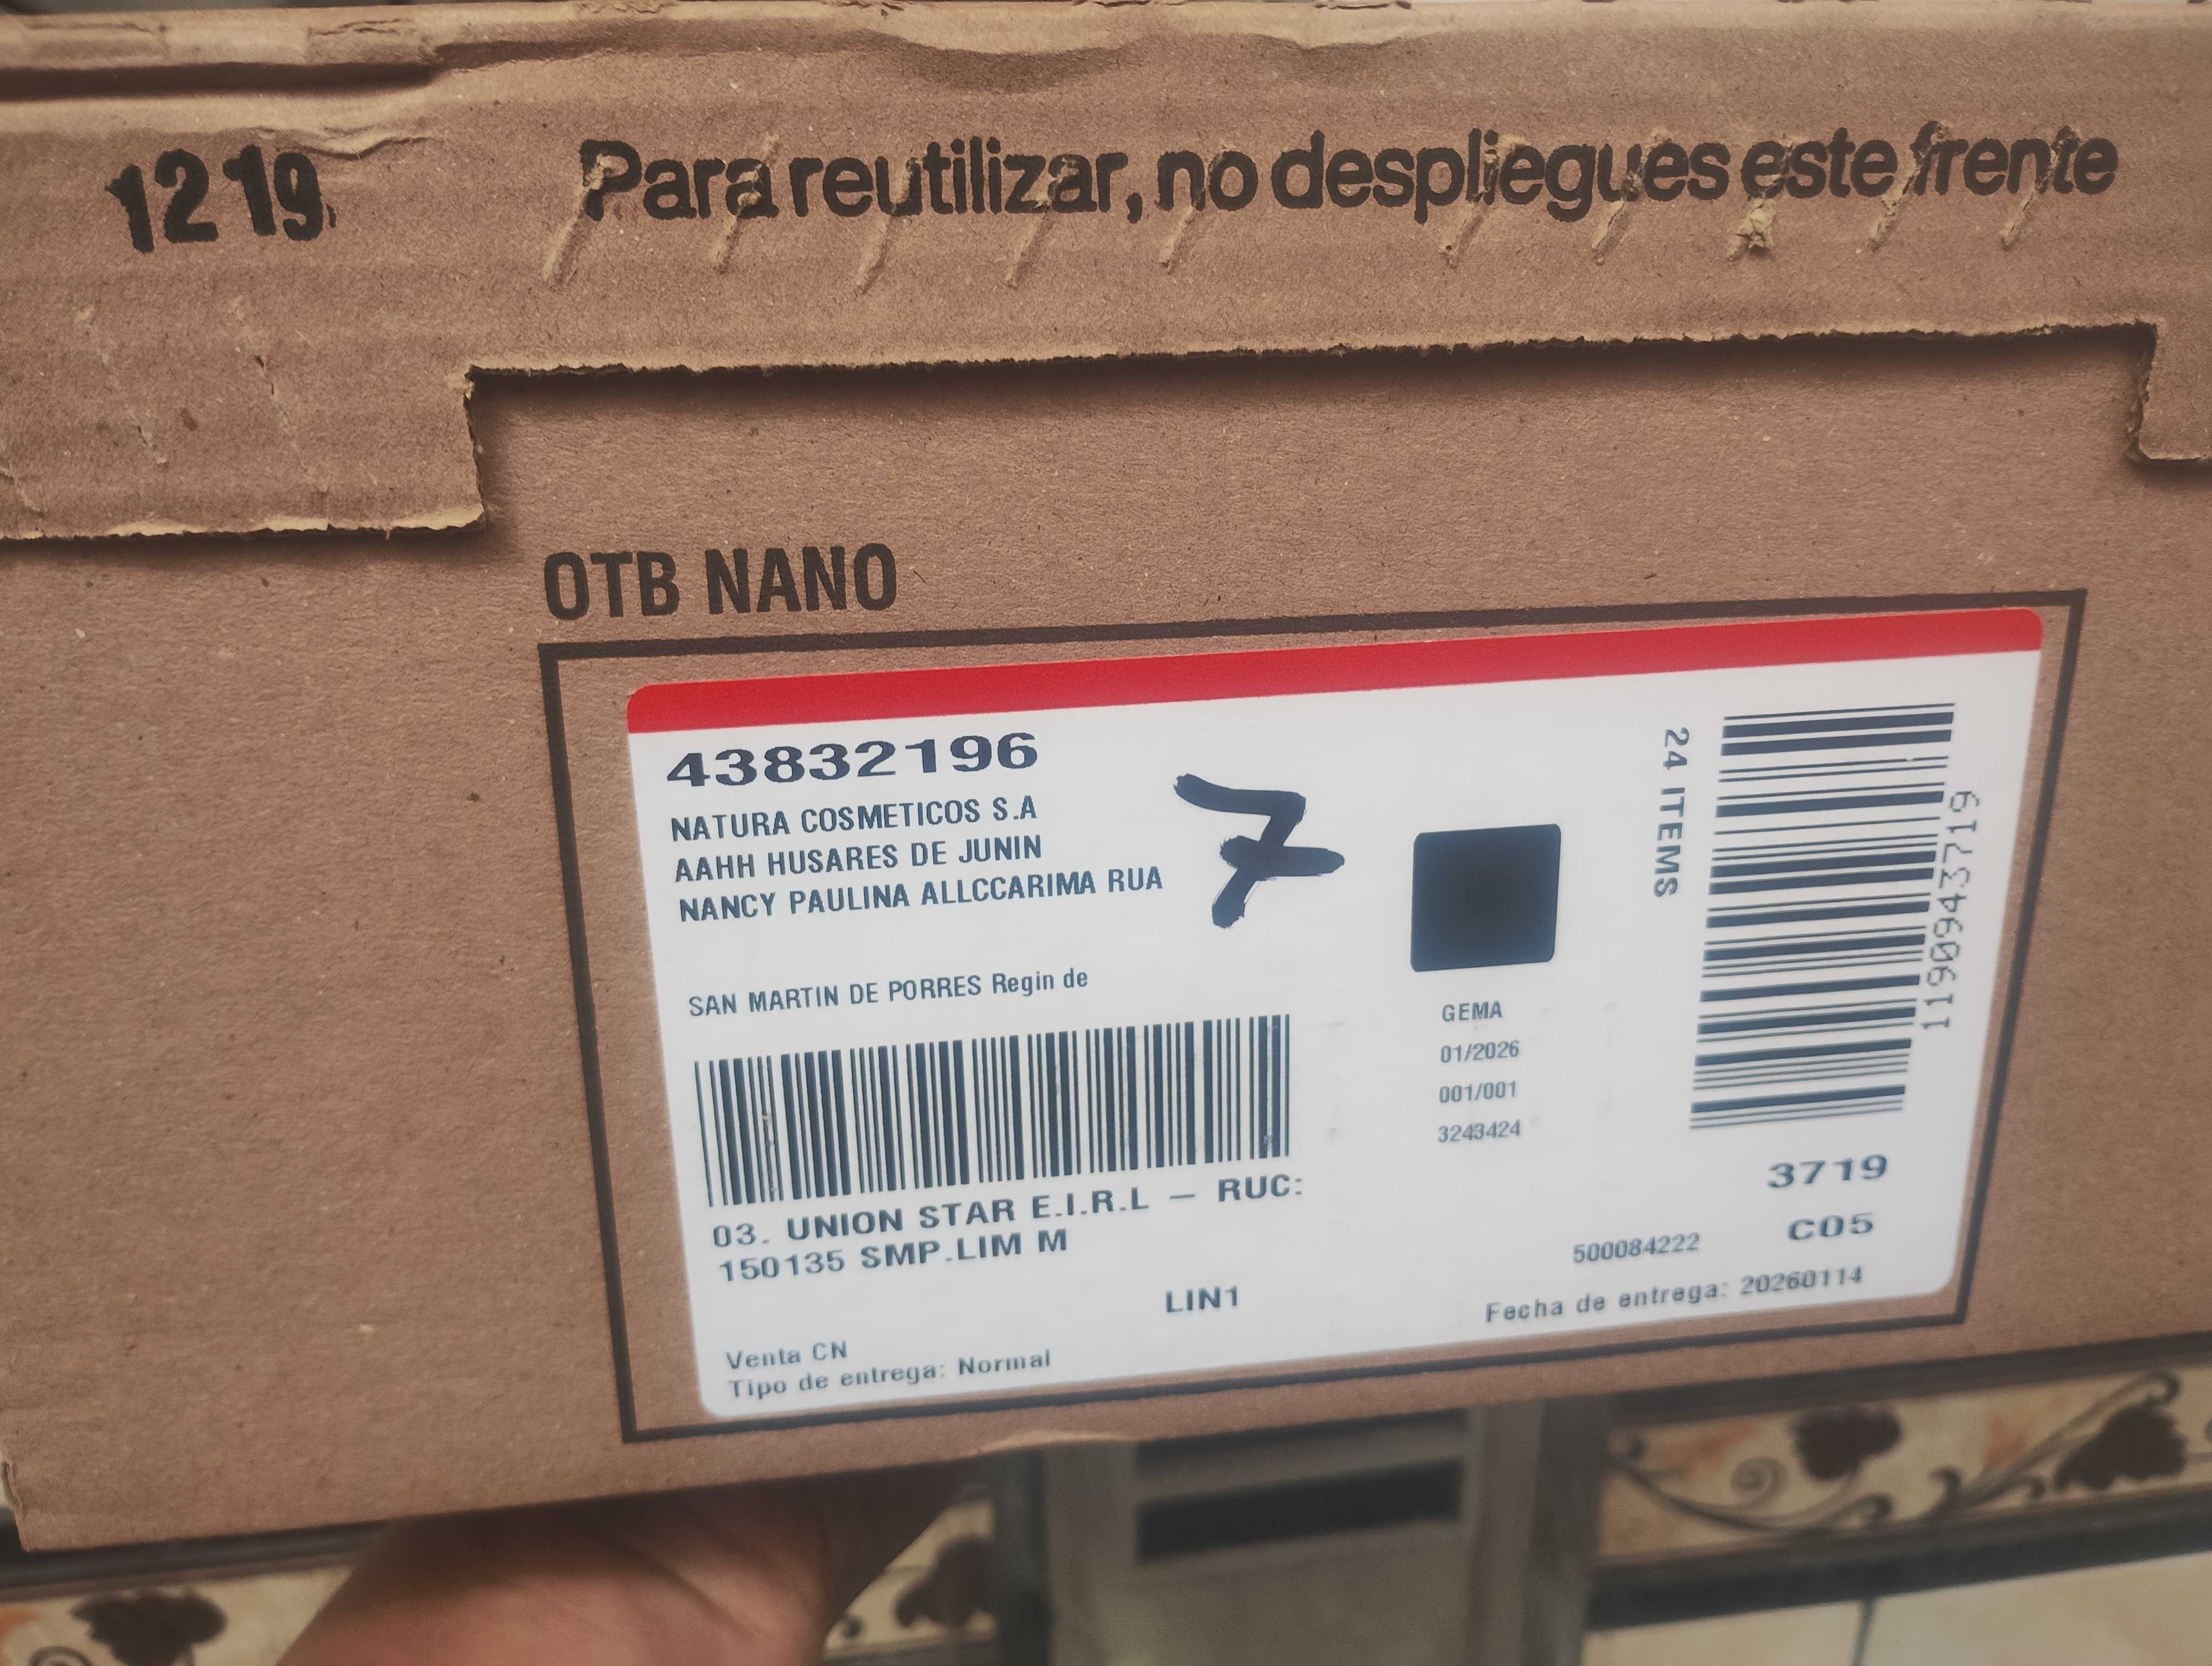 12 19
Para reutilizar, no despliegues este frente
OTB NANO
43832196
NATURA COSMETICOS S.A
AAHH HUSARES DE JUNIN
NANCY PAULINA ALLCCARIMA RUA
7
SAN MARTIN DE PORRES Regin de
03. UNION STAR E.I.R.L — RUC:
150135 SMP.LIM M
LIN1
Venta CN
Tipo de entrega: Normal
GEMA
01/2026
001/001
3243424
24 ITEMS
1190943719
3719
C05
500084222
Fecha de entrega: 20260114